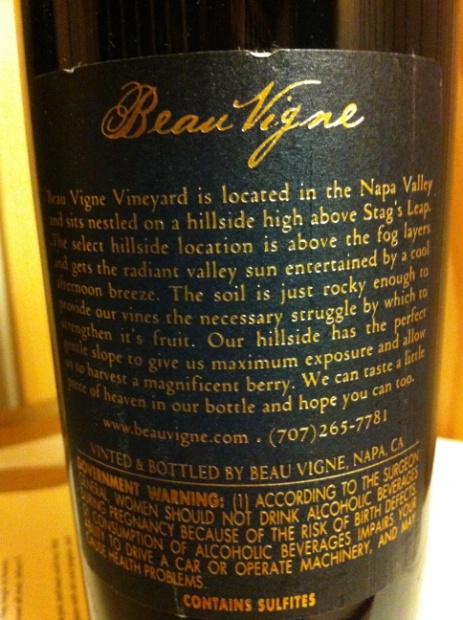 Beau Vigne
Beau Vigne Vineyard is located in the Napa Valley
and sits nestled on a hillside high above Stag's Leap.
The select hillside location is above the fog layers
and gets the radiant valley sun entertained by a cool
afternoon breeze. The soil is just rocky enough to
provide our vines the necessary struggle by which to
strengthen it's fruit. Our hillside has the perfect
gentle slope to give us maximum exposure and allow
us to harvest a magnificent berry. We can taste a little
piece of heaven in our bottle and hope you can too.
www.beauvigne.com . (707)265-7781
VINTED & BOTTLED BY BEAU VIGNE, NAPA, CA
GOVERNMENT WARNING: (1) ACCORDING TO THE SURGEON
GENERAL WOMEN SHOULD NOT DRINK ALCOHOLIC BEVERAGES
DURING PREGNANCY BECAUSE OF THE RISK OF BIRTH DEFECTS.
(2) CONSUMPTION OF ALCOHOLIC BEVERAGES IMPAIRS YOUR
ABILITY TO DRIVE A CAR OR OPERATE MACHINERY, AND MAY
CAUSE HEALTH PROBLEMS.
CONTAINS SULFITES